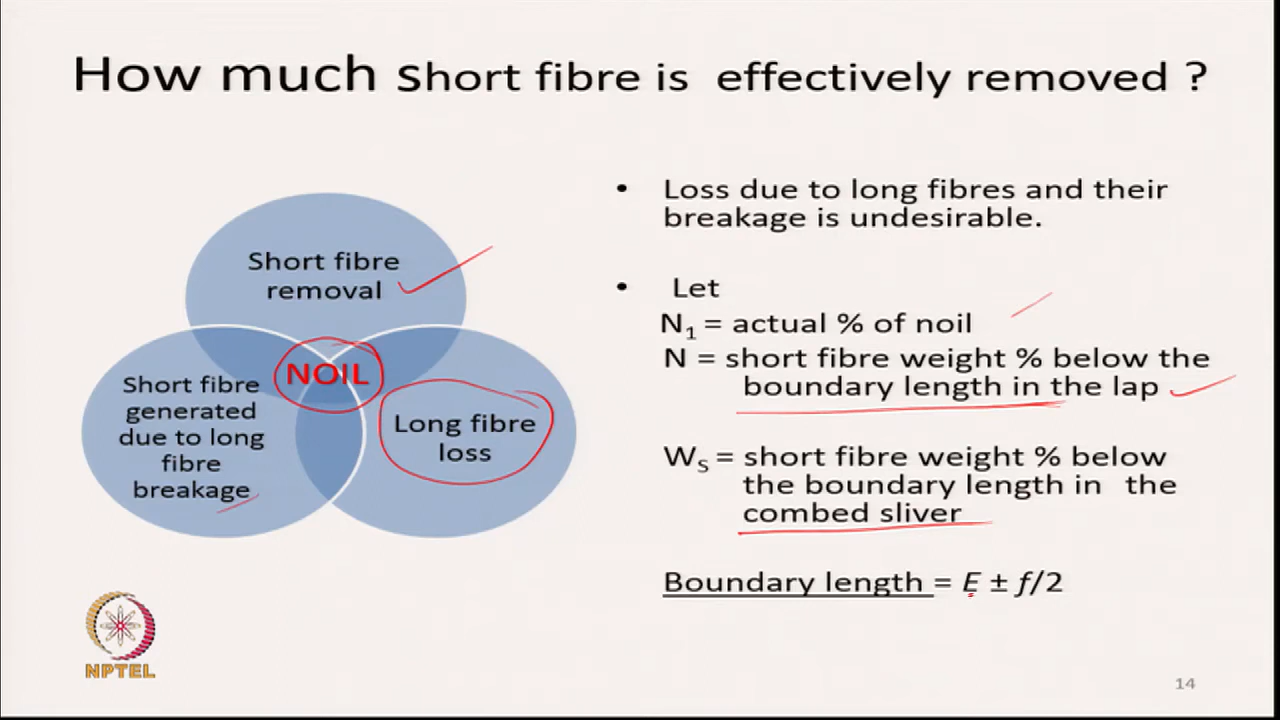 How much short fibre is effectively removed ?
Short fibre
removal
NOIL
Short fibre
generated
due to long
fibre
breakage
Long fibre
loss
• Loss due to long fibres and their
breakage is undesirable.
• Let
N₁ = actual % of noil
N = short fibre weight % below the
boundary length in the lap
Wₛ = short fibre weight % below
the boundary length in the
combed sliver
Boundary length = E ± f/2
NPTEL
14